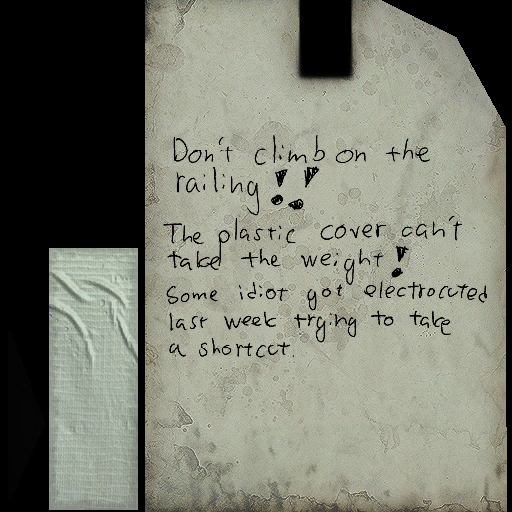 Don't climb on the
railing!!
The plastic cover can't
take the weight!
Some idiot got electrocuted
last week trying to take
a shortcut.